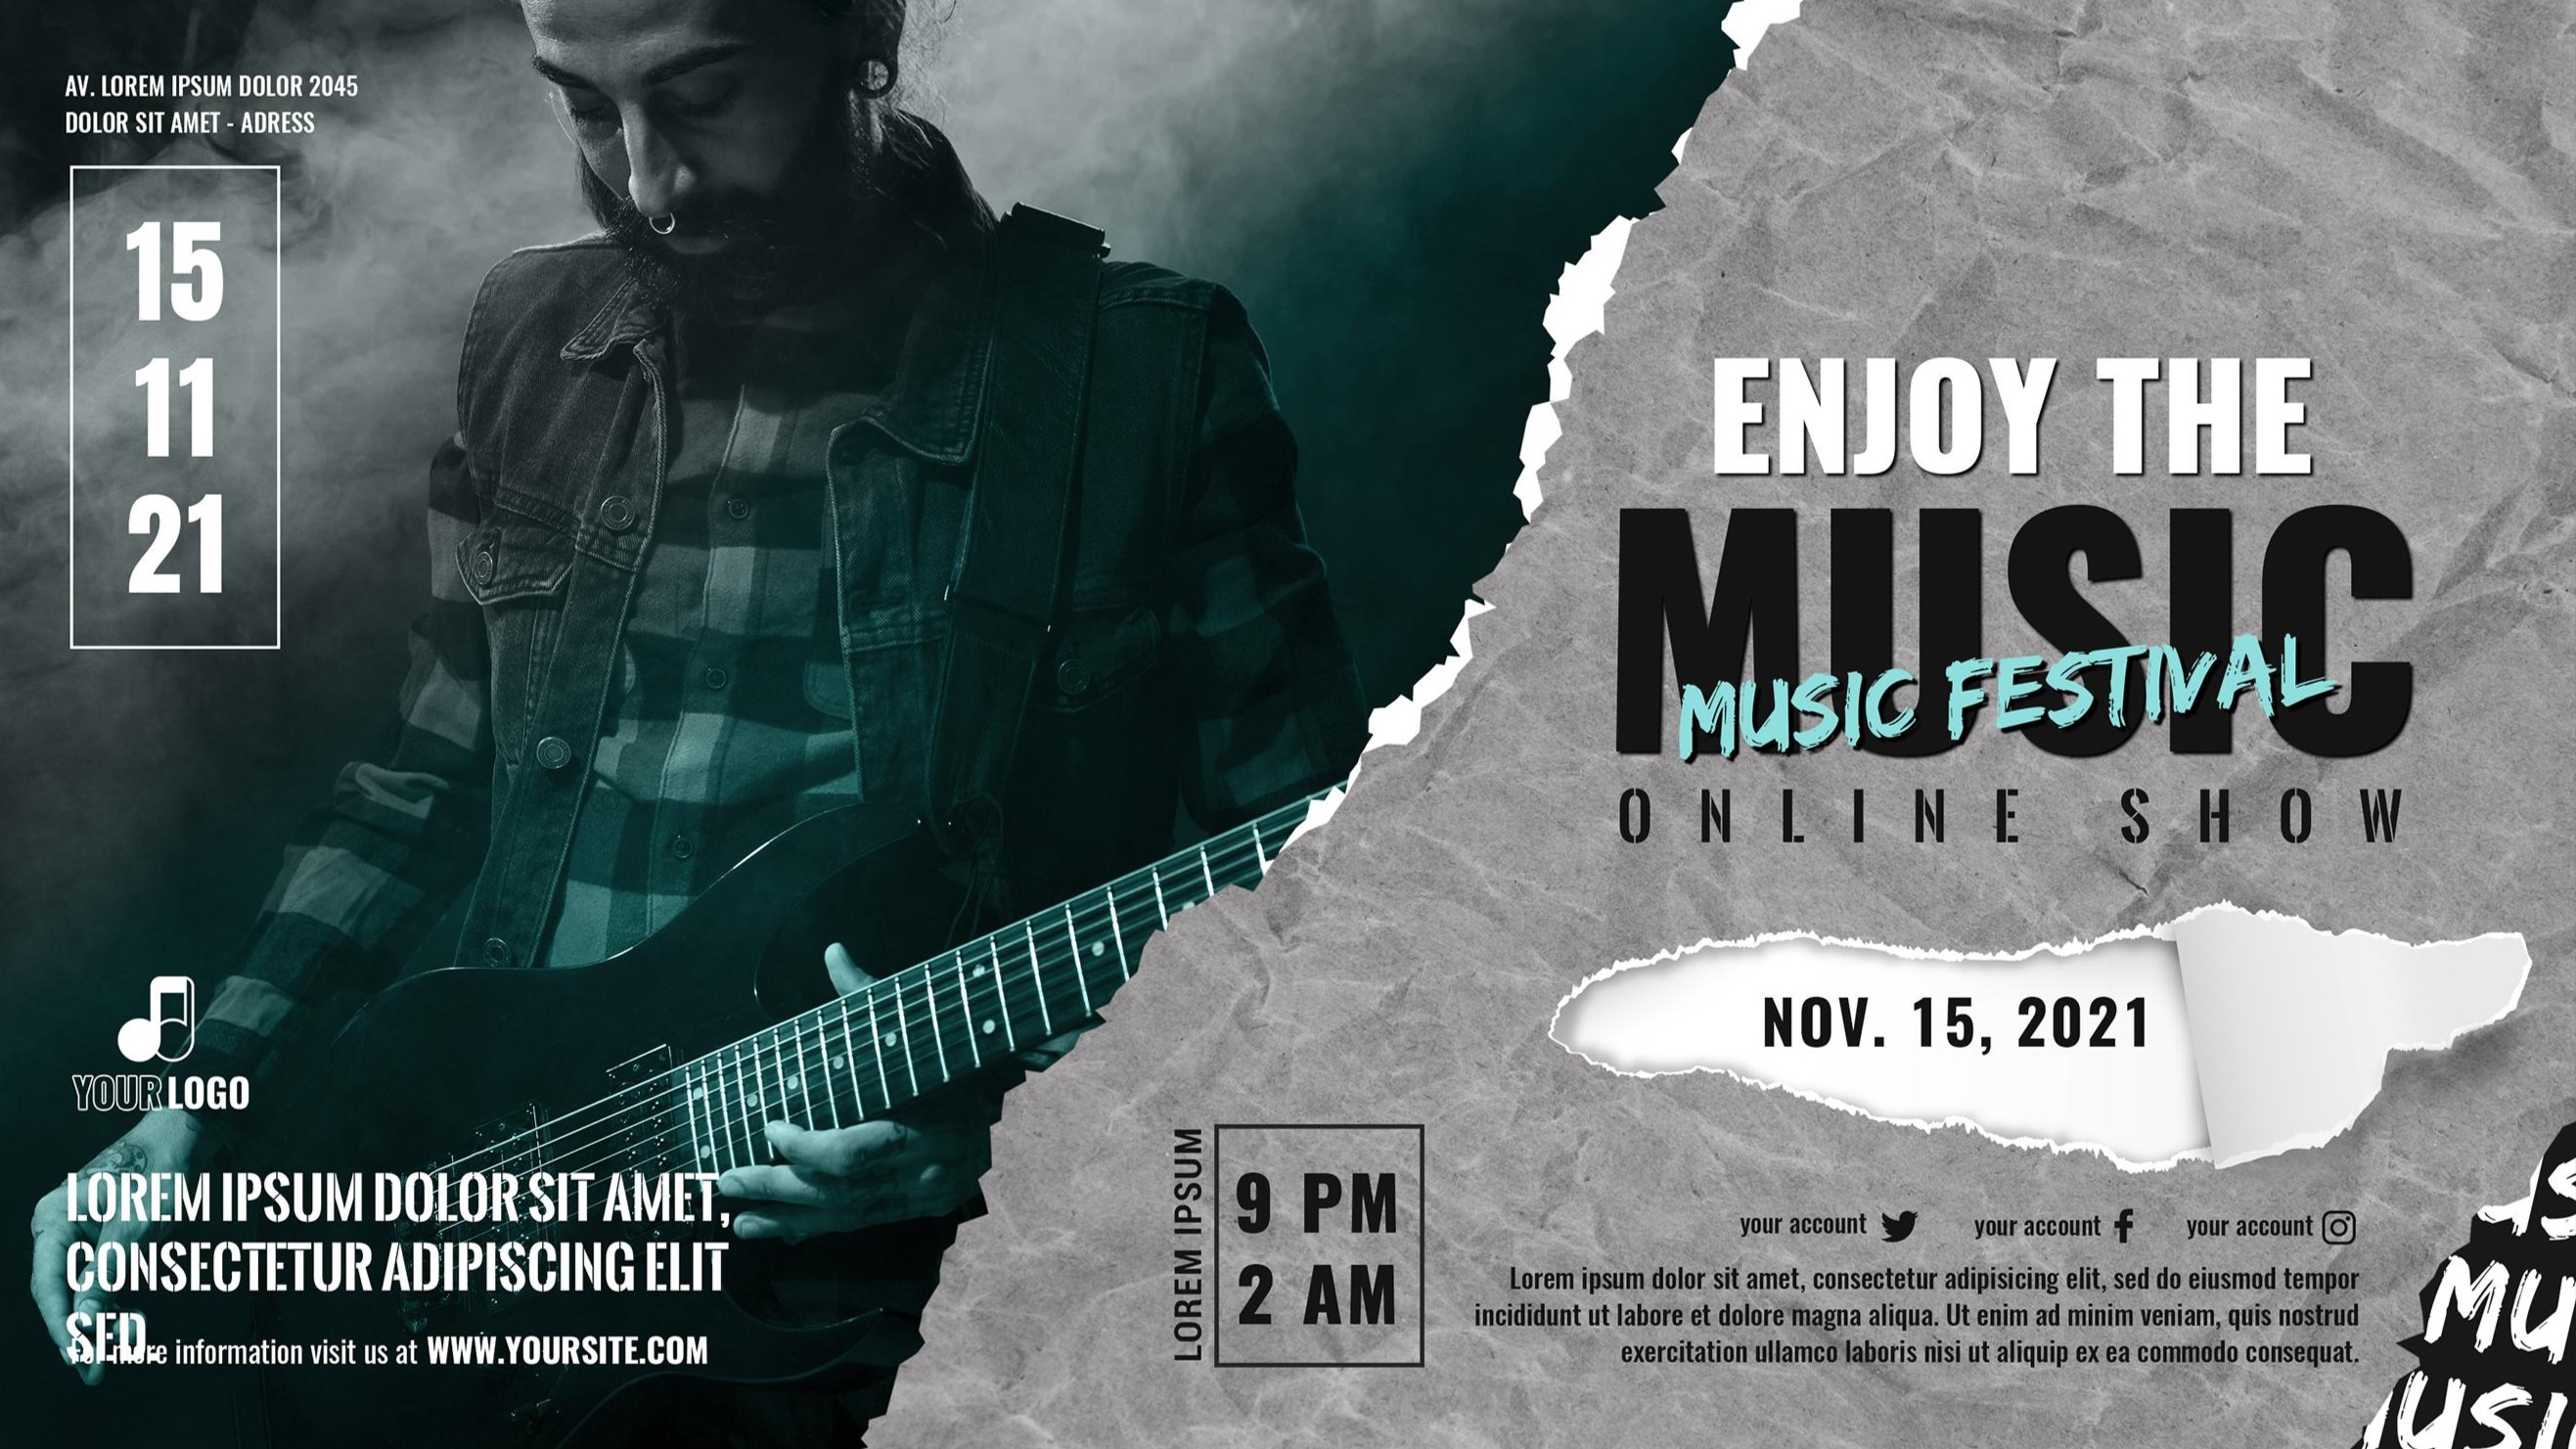 AV. LOREM IPSUM DOLOR 2045
DOLOR SIT AMET - ADRESS
15
11
21
YOUR LOGO
LOREM IPSUM DOLOR SIT AMET,
CONSECTETUR ADIPISCING ELIT
SED.
For more information visit us at WWW.YOURSITE.COM
ENJOY THE
MUSIC
MUSIC FESTIVAL
ONLINE SHOW
NOV. 15, 2021
LOREM IPSUM
9 PM
2 AM
your account
your account
your account
Lorem ipsum dolor sit amet, consectetur adipisicing elit, sed do eiusmod tempor
incididunt ut labore et dolore magna aliqua. Ut enim ad minim veniam, quis nostrud
exercitation ullamco laboris nisi ut aliquip ex ea commodo consequat.
MU
USI